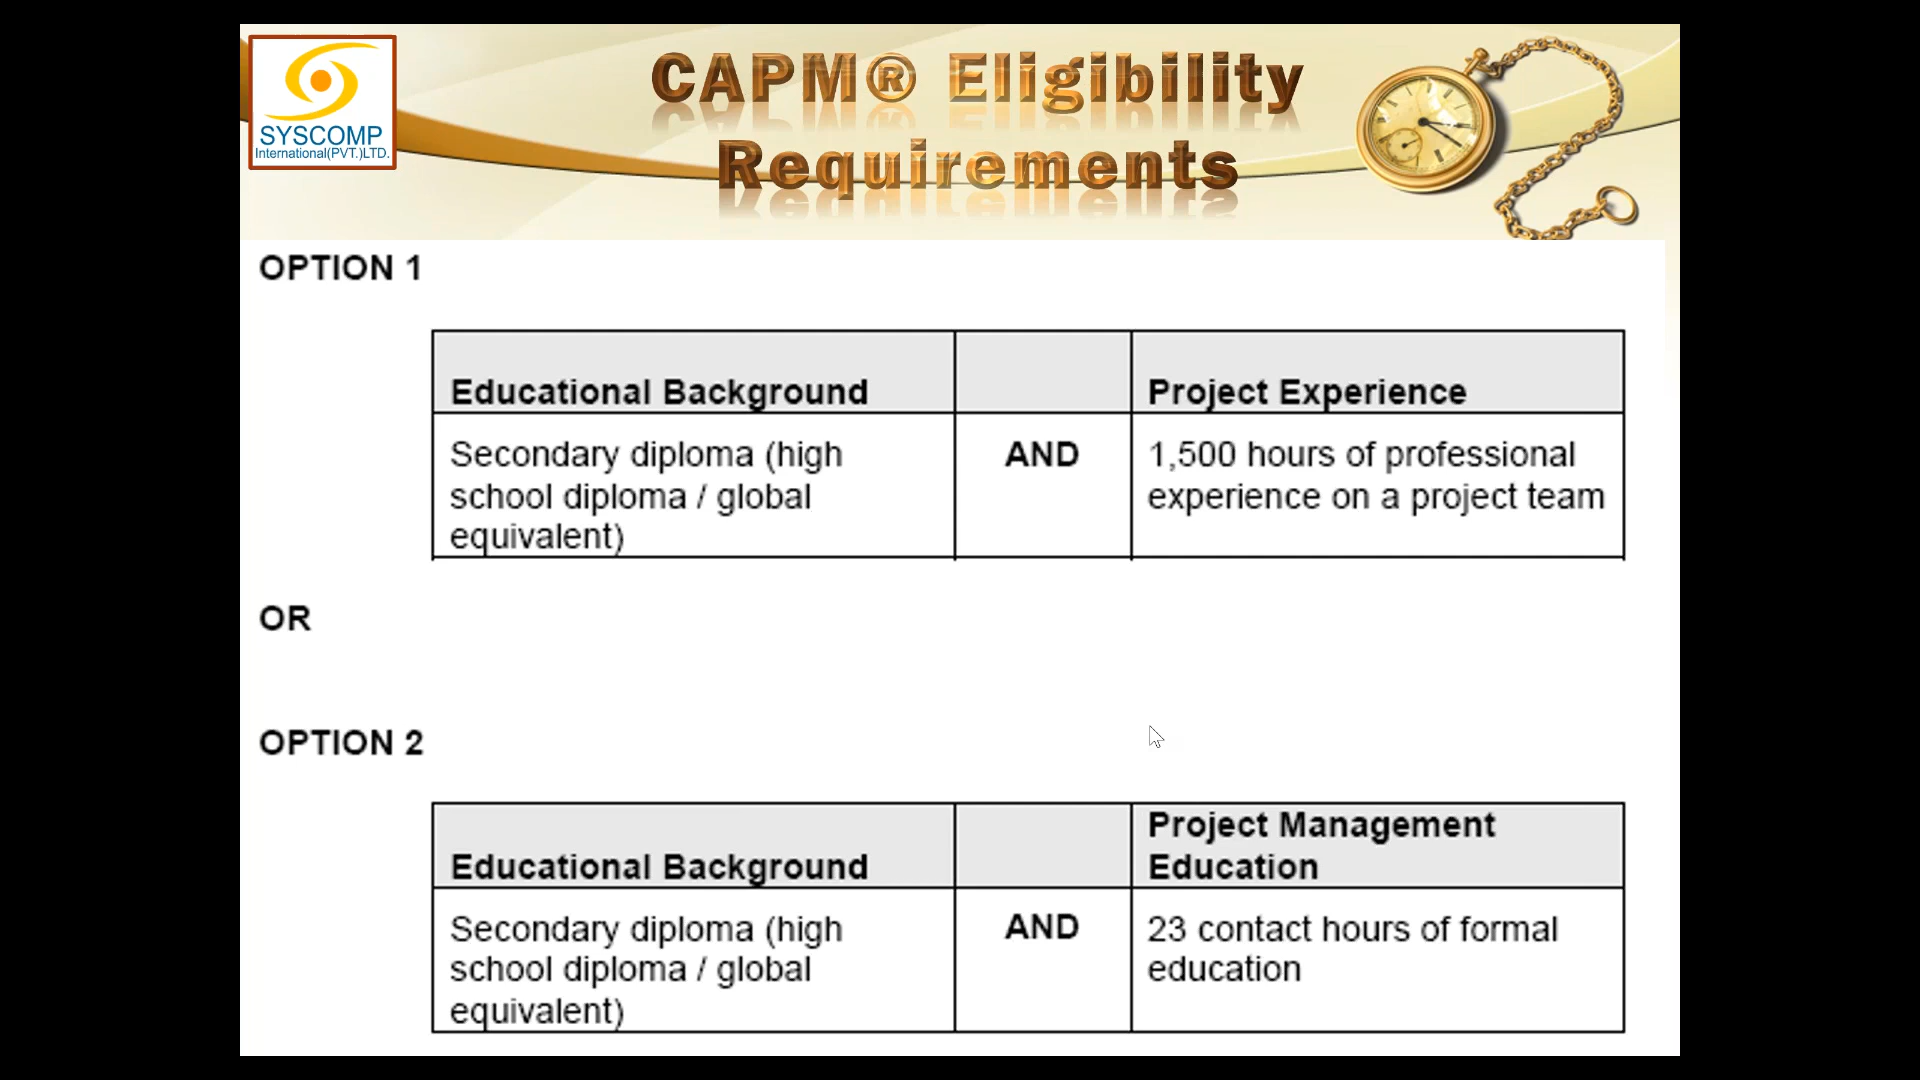 SYSCOMP
International(PVT.)LTD.
CAPM® Eligibility
Requirements
OPTION 1
Educational Background
Project Experience
Secondary diploma (high
school diploma / global
equivalent)
AND
1,500 hours of professional
experience on a project team
OR
OPTION 2
Educational Background
Project Management
Education
Secondary diploma (high
school diploma / global
equivalent)
AND
23 contact hours of formal
education